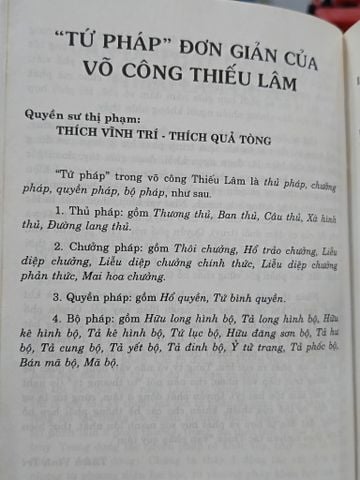 “TỨ PHÁP” ĐƠN GIẢN CỦA
VÕ CÔNG THIẾU LÂM
Quyền sư thị phạm:
THÍCH VĨNH TRÍ - THÍCH QUẢ TÒNG
“Tứ pháp” trong võ công Thiếu Lâm là thủ pháp, chưởng
pháp, quyền pháp, bộ pháp, như sau.
1. Thủ pháp: gồm Thương thủ, Ban thủ, Câu thủ, Xà hình
thủ, Đường lang thủ.
2. Chưởng pháp: gồm Thôi chưởng, Hổ trảo chưởng, Liễu
diệp chưởng, Liễu diệp chưởng chính thức, Liễu diệp chưởng
phản thức, Mai hoa chưởng.
3. Quyền pháp: gồm Hổ quyền, Tứ bình quyền.
4. Bộ pháp: gồm Hữu long hình bộ, Tả long hình bộ, Hữu
kê hình bộ, Tả kê hình bộ, Tứ lục bộ, Hữu đăng sơn bộ, Tả hư
bộ, Tả cung bộ, Tả yết bộ, Tả đinh bộ, Ỷ tử trang, Tả phốc bộ,
Bán mã bộ, Mã bộ.